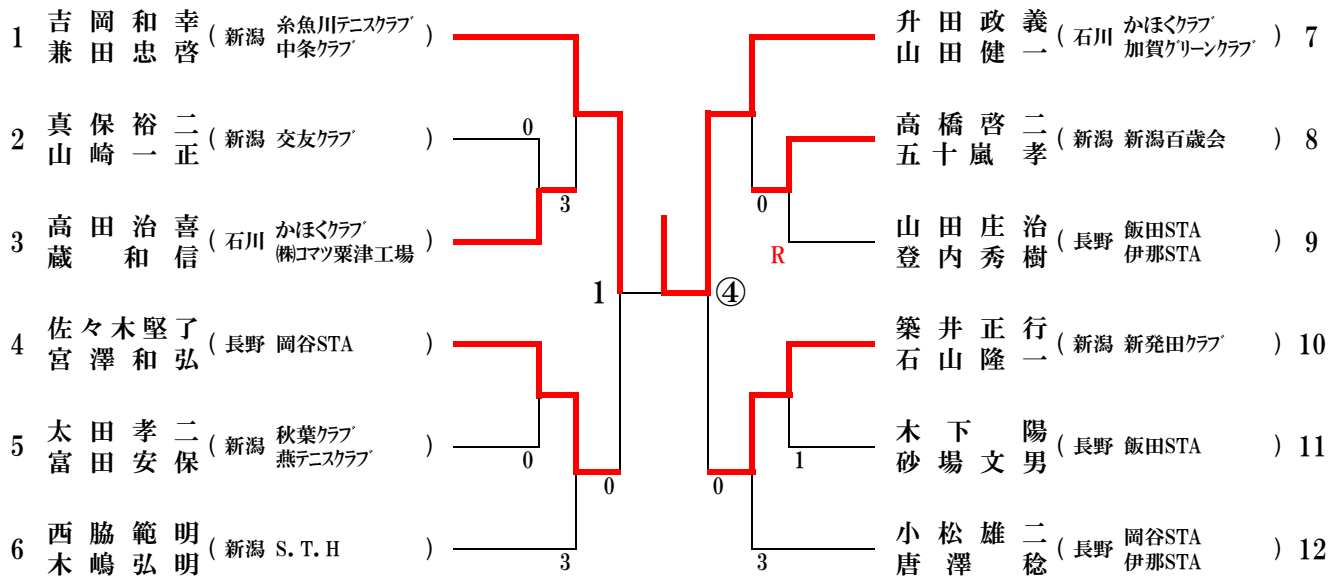 1 吉岡和幸 兼田忠啓 ( 新潟 糸魚川テニスクラブ 中条クラブ )
2 真保裕二 山崎一正 ( 新潟 交友クラブ )
0
3
3 高田治喜 蔵和信 ( 石川 かほくクラブ ㈱コマツ粟津工場 )
4 佐々木堅了 宮澤和弘 ( 長野 岡谷STA )
5 太田孝二 富田安保 ( 新潟 秋葉クラブ 燕テニスクラブ )
0
0
6 西脇範明 木嶋弘明 ( 新潟 S.T.H )
3
1
④
升田政義 山田健一 ( 石川 かほくクラブ 加賀グリーンクラブ ) 7
高橋啓二 五十嵐孝 ( 新潟 新潟百歳会 ) 8
0
山田庄治 登内秀樹 ( 長野 飯田STA 伊那STA ) 9
R
築井正行 石山隆一 ( 新潟 新発田クラブ ) 10
木下陽 砂場文男 ( 長野 飯田STA ) 11
1
0
小松雄二 唐澤稔 ( 長野 岡谷STA 伊那STA ) 12
3